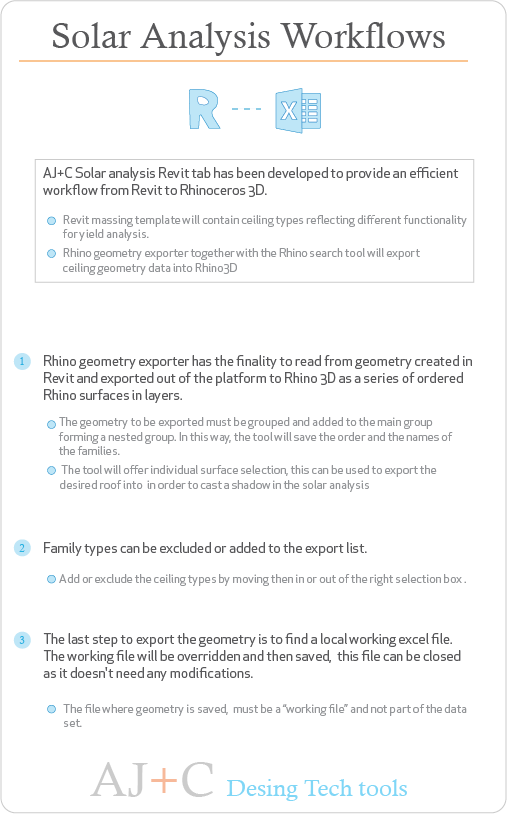 Solar Analysis Workflows
R
X
AJ+C Solar analysis Revit tab has been developed to provide an efficient
workflow from Revit to Rhinoceros 3D.
Revit massing template will contain ceiling types reflecting different functionality
for yield analysis.
Rhino geometry exporter together with the Rhino search tool will export
ceiling geometry data into Rhino3D
1
Rhino geometry exporter has the finality to read from geometry created in
Revit and exported out of the platform to Rhino 3D as a series of ordered
Rhino surfaces in layers.
The geometry to be exported must be grouped and added to the main group
forming a nested group. In this way, the tool will save the order and the names of
the families.
The tool will offer individual surface selection, this can be used to export the
desired roof into in order to cast a shadow in the solar analysis
2
Family types can be excluded or added to the export list.
Add or exclude the ceiling types by moving then in or out of the right selection box .
3
The last step to export the geometry is to find a local working excel file.
The working file will be overridden and then saved, this file can be closed
as it doesn't need any modifications.
The file where geometry is saved, must be a “working file” and not part of the data
set.
AJ+C Desing Tech tools